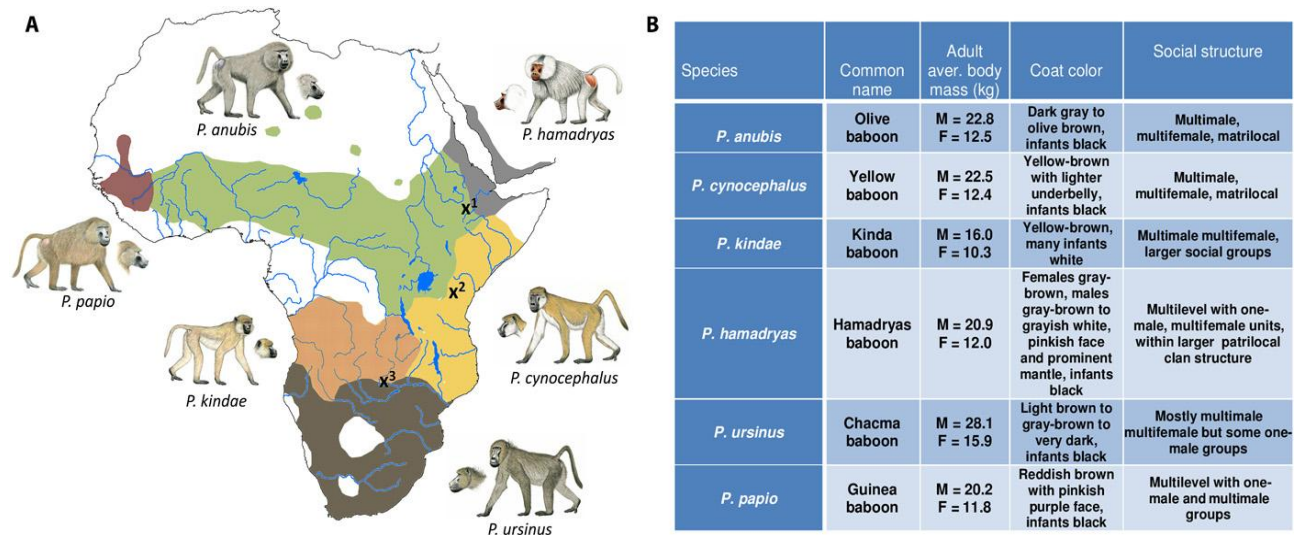 A
P. anubis
P. hamadryas
P. papio
P. kindae
P. cynocephalus
P. ursinus
X1
X2
X3
B
Species
Common
name
Adult
aver. body
mass (kg)
Coat color
Social structure
P. anubis
Olive
baboon
M = 22.8
F = 12.5
Dark gray to
olive brown,
infants black
Multimale,
multifemale, matrilocal
P. cynocephalus
Yellow
baboon
M = 22.5
F = 12.4
Yellow-brown
with lighter
underbelly,
infants black
Multimale,
multifemale, matrilocal
P. kindae
Kinda
baboon
M = 16.0
F = 10.3
Yellow-brown,
many infants
white
Multimale multifemale,
larger social groups
P. hamadryas
Hamadryas
baboon
M = 20.9
F = 12.0
Females gray-
brown, males
gray-brown to
grayish white,
pinkish face
and prominent
mantle, infants
black
Multilevel with one-
male, multifemale units,
within larger patrilocal
clan structure
P. ursinus
Chacma
baboon
M = 28.1
F = 15.9
Light brown to
gray-brown to
very dark,
infants black
Mostly multimale
multifemale but some one-
male groups
P. papio
Guinea
baboon
M = 20.2
F = 11.8
Reddish brown
with pinkish
purple face,
infants black
Multilevel with one-
male and multimale
groups